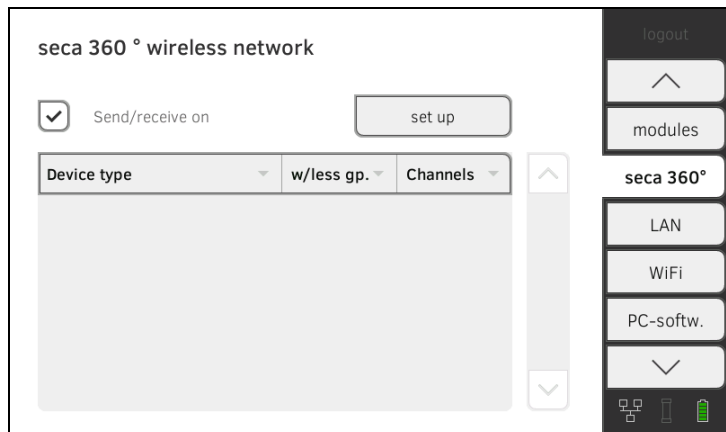 seca 360 ° wireless network
Send/receive on
set up
Device type
w/less gp.
Channels
logout
modules
seca 360°
LAN
WiFi
PC-softw.